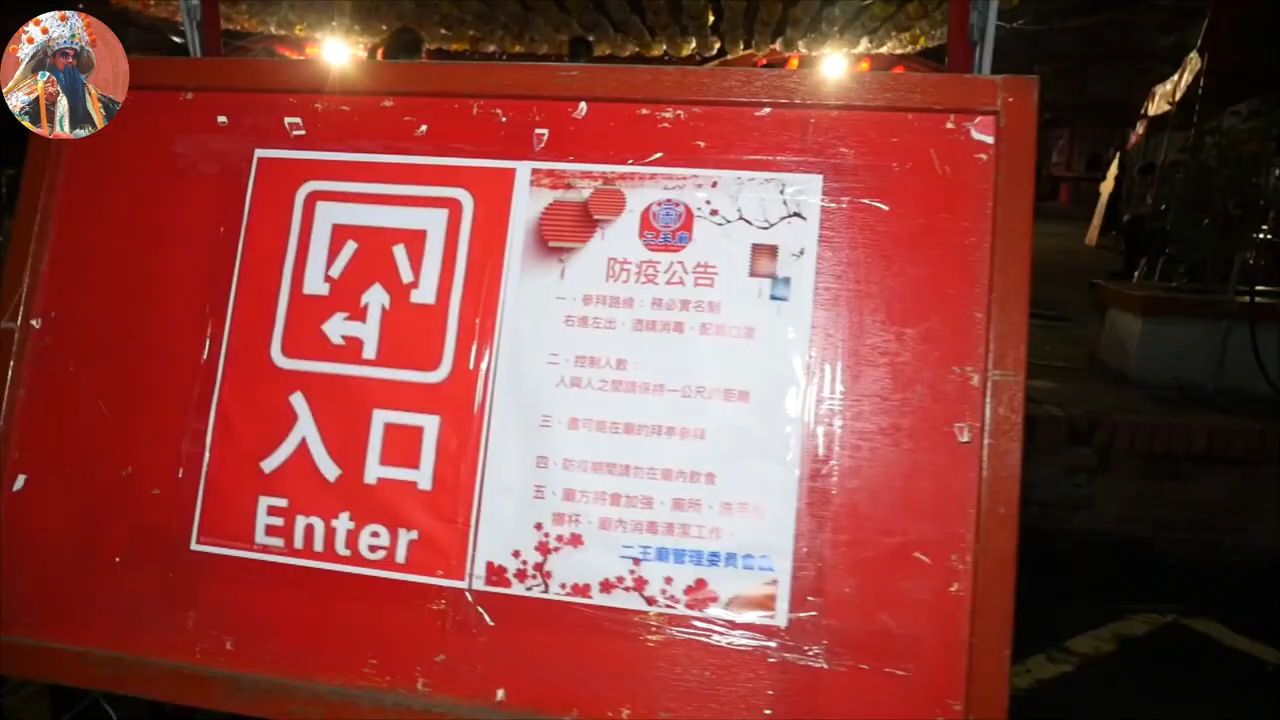 入口
Enter
二王廟
防疫公告
一、參拜路線：務必實名制
右進左出、酒精消毒、配戴口罩
二、控制人數：
人與人之間請保持一公尺的距離
三、盡可能在廟的拜亭參拜
四、防疫期間請勿在廟內飲食
五、廟方將會加強、廁所、洗手
擲杯、廟內消毒清潔工作。
二王廟管理委員會